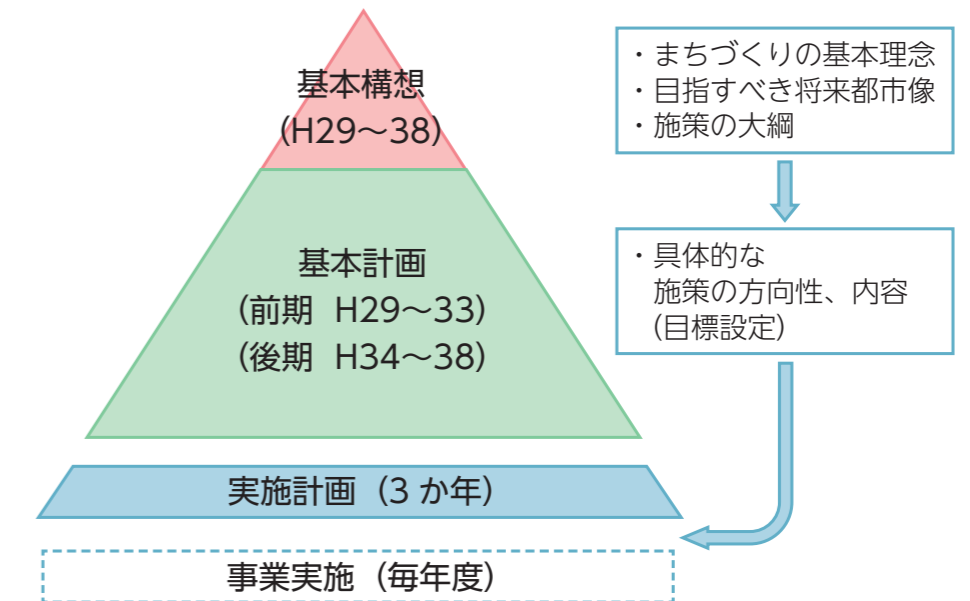 基本構想
(H29～38)
基本計画
(前期 H29～33)
(後期 H34～38)
実施計画（3 か年）
事業実施（毎年度）
・まちづくりの基本理念
・目指すべき将来都市像
・施策の大綱
・具体的な
施策の方向性、内容
（目標設定）